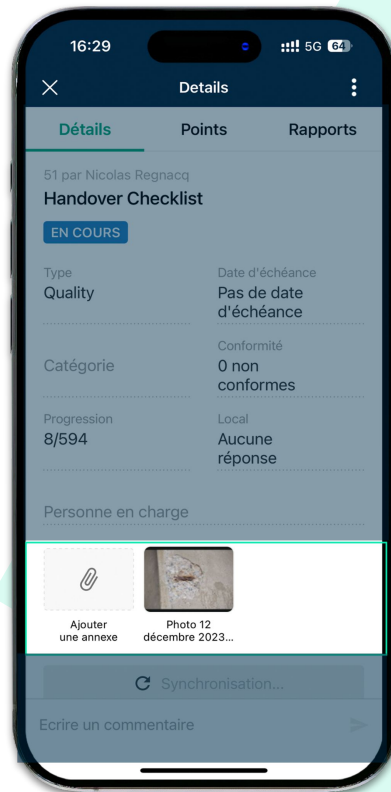 16:29
5G 64
Details
Détails Points Rapports
51 par Nicolas Regnacq
Handover Checklist
EN COURS
Type Date d'échéance
Quality Pas de date
d'échéance
Conformité
Catégorie 0 non
conformes
Progression Local
8/594 Aucune
réponse
Personne en charge
Ajouter
une annexe
Photo 12
décembre 2023...
Synchronisation...
Ecrire un commentaire